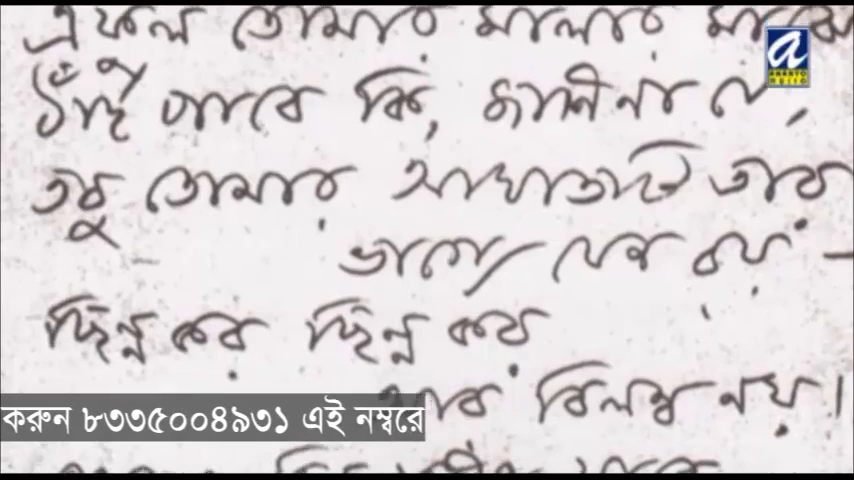 এ ফুল তোমার মালার মাঝে
ঠাঁই পাবে কি, জানি না যে,
তবু তোমার আঘাতটি তার
ভাগ্যে যেন রয় –
ছিন্ন কর ছিন্ন কর
আর বিলম্ব নয়।
করুন ৮৩৩৫০০৪৯৩১ এই নম্বরে
a